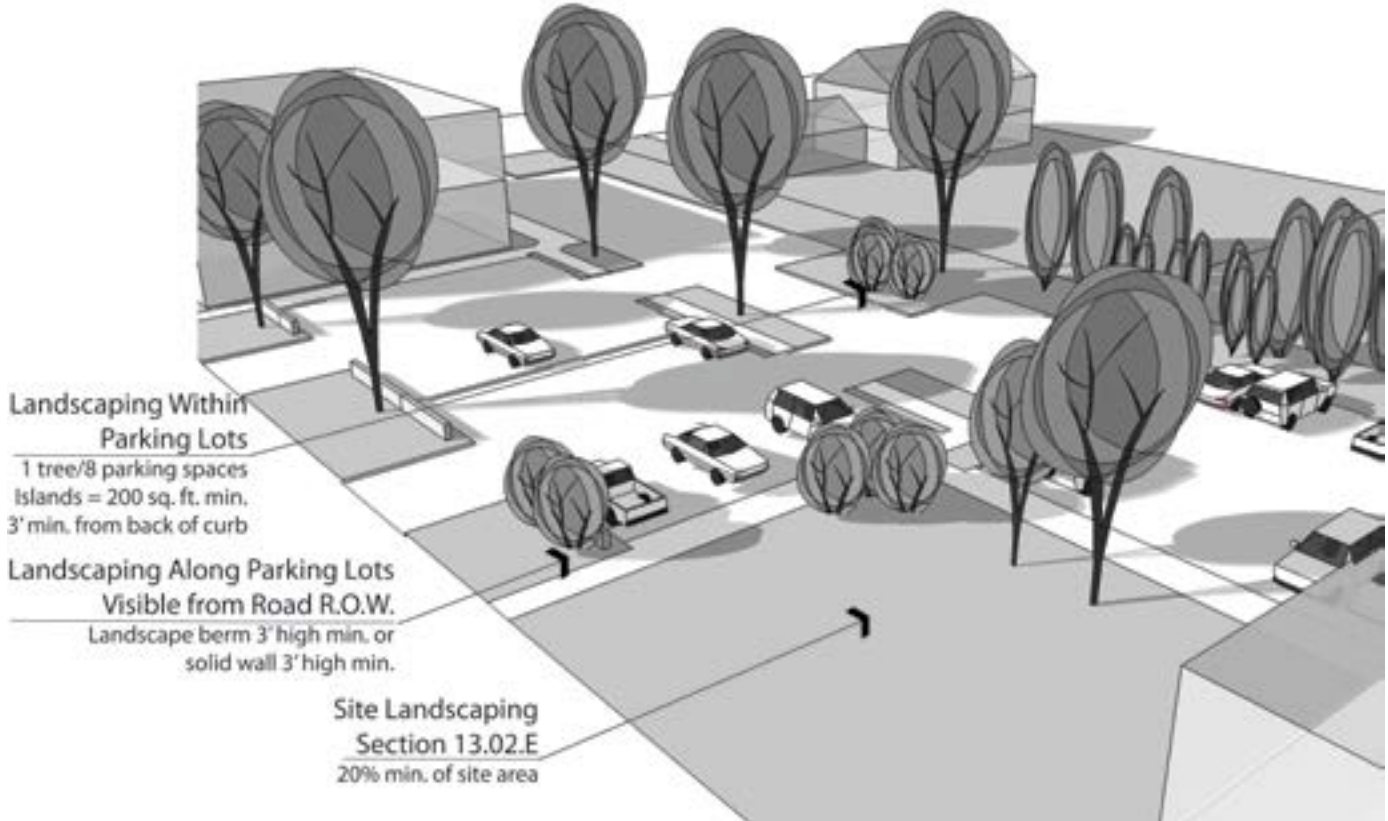 Landscaping Within
Parking Lots
1 tree/8 parking spaces
Islands = 200 sq. ft. min.
3' min. from back of curb
Landscaping Along Parking Lots
Visible from Road R.O.W.
Landscape berm 3' high min. or
solid wall 3' high min.
Site Landscaping
Section 13.02.E
20% min. of site area